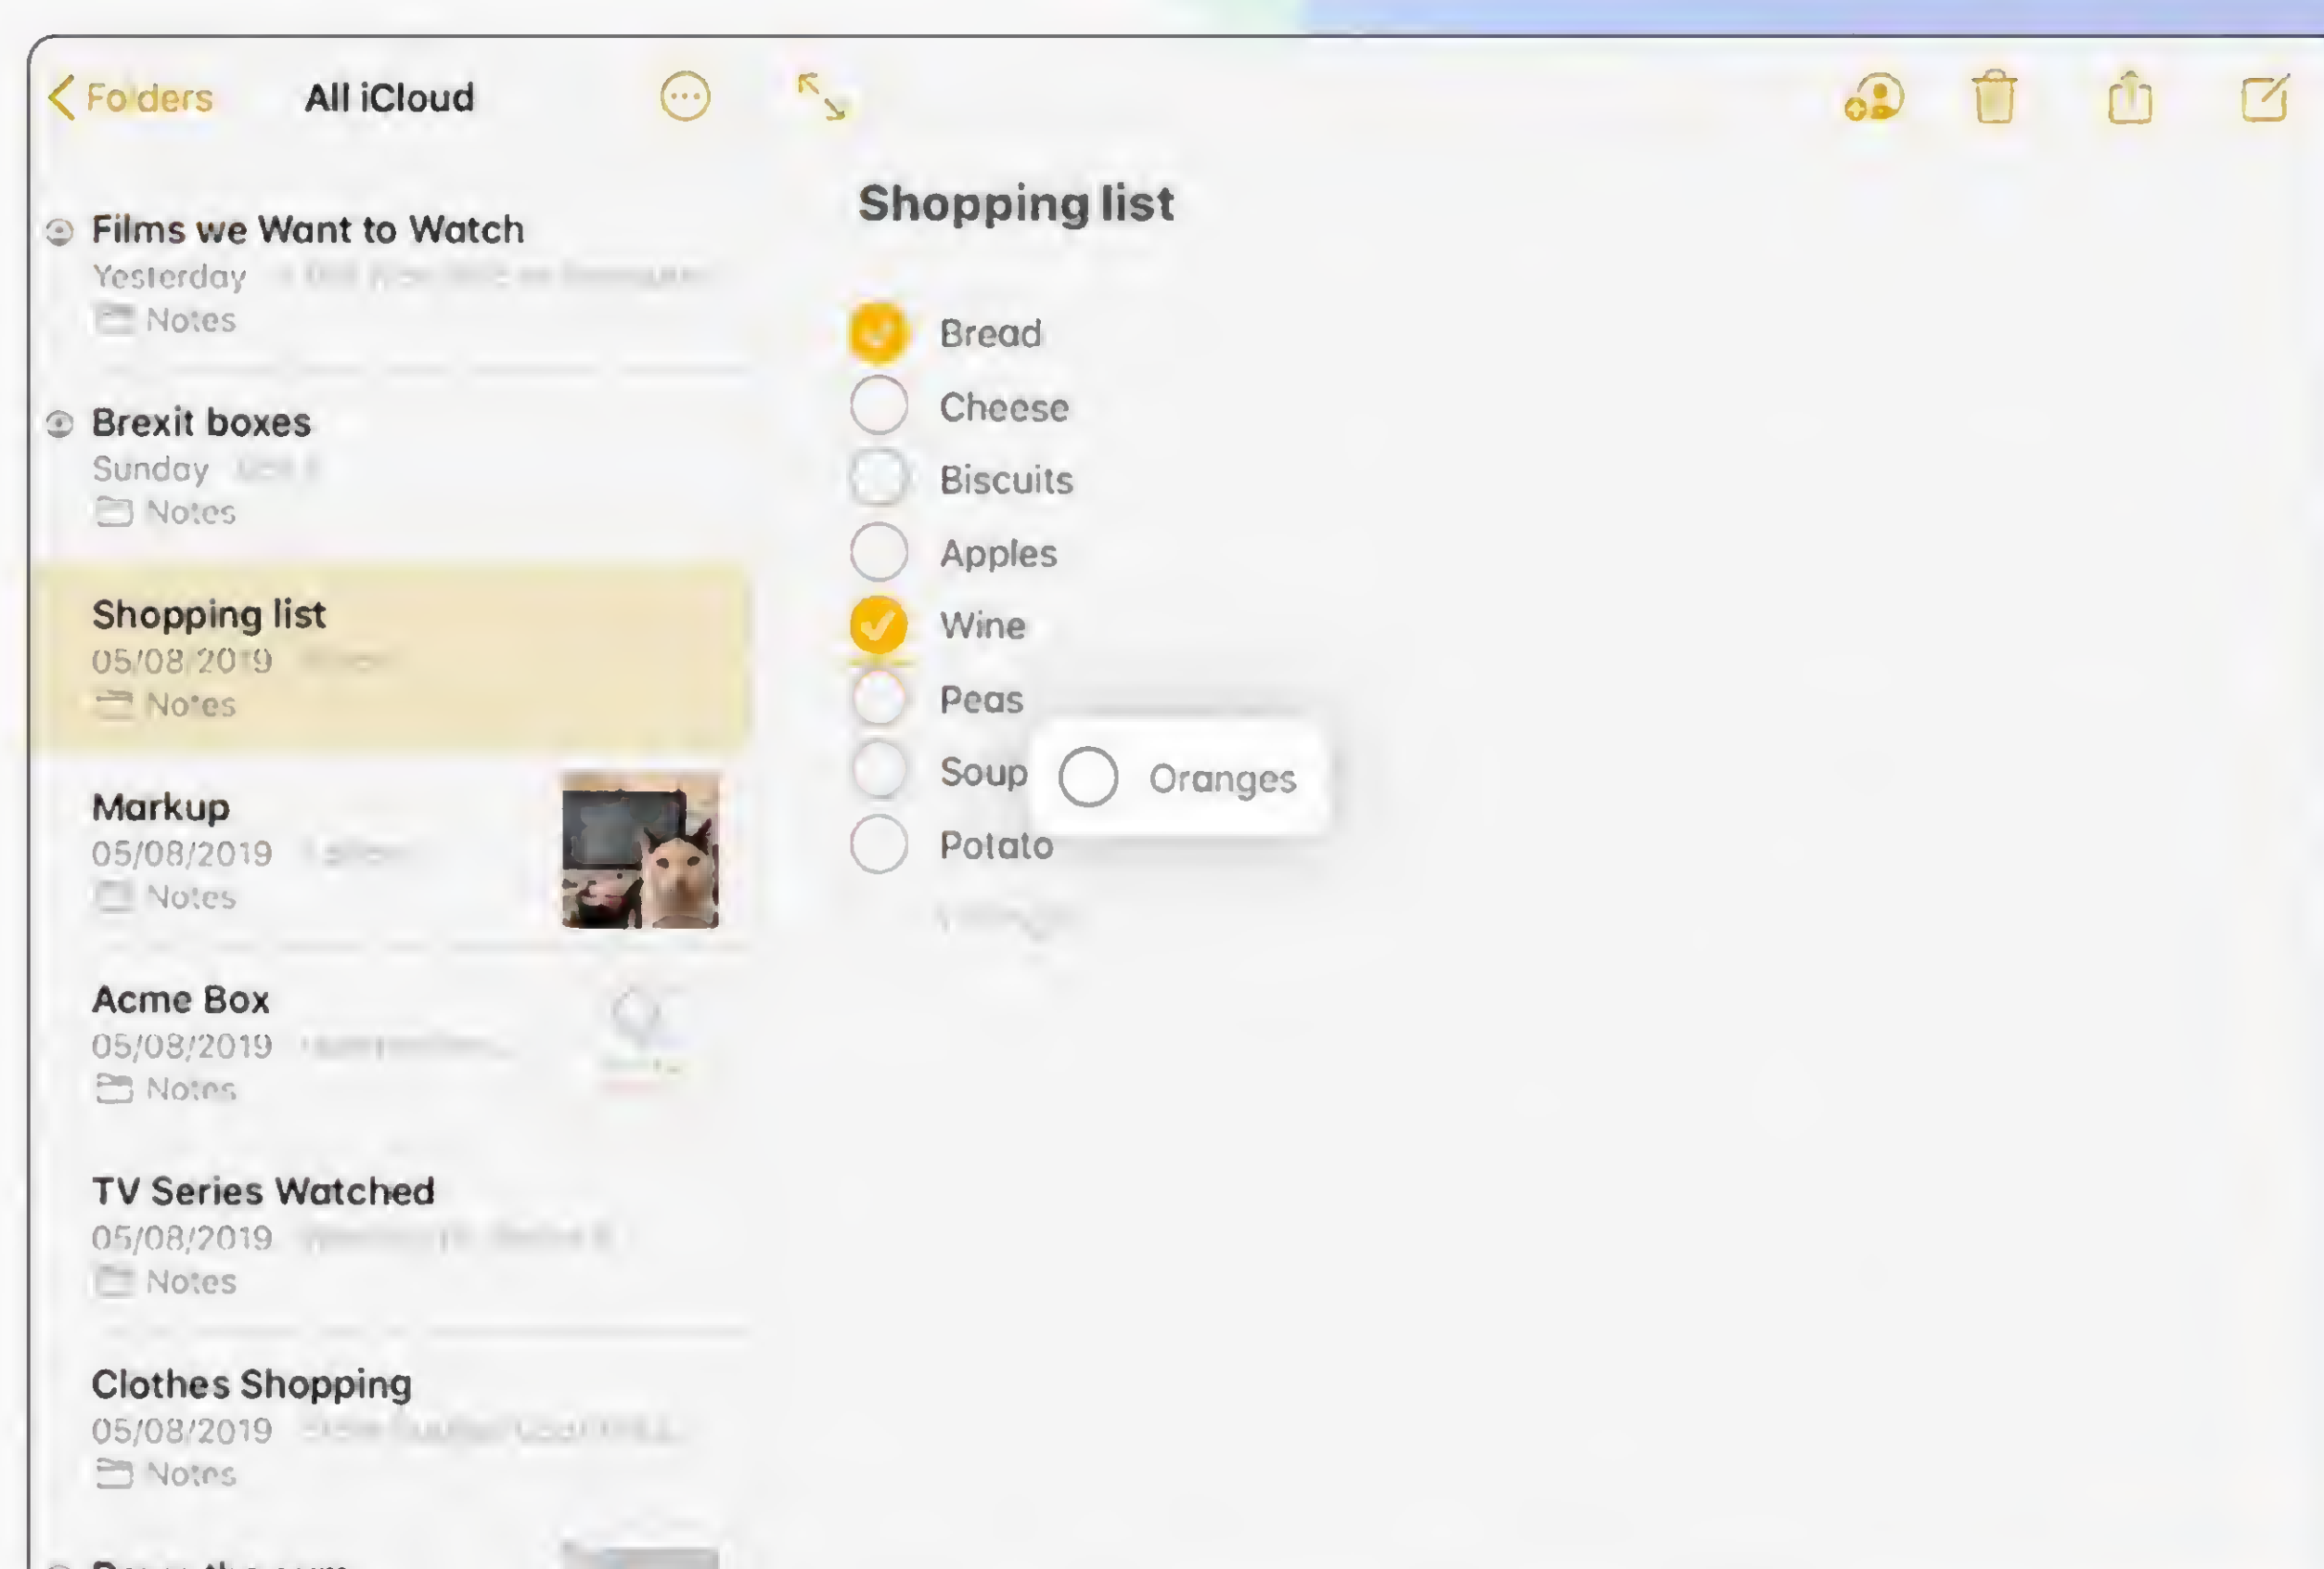 Folders
All iCloud
Films we Want to Watch
Yesterday
Notes
Brexit boxes
Sunday
Notes
Shopping list
05/08/2019
Notes
Markup
05/08/2019
Notes
Acme Box
05/08/2019
Notes
TV Series Watched
05/08/2019
Notes
Clothes Shopping
05/08/2019
Notes
Shopping list
Bread
Cheese
Biscuits
Apples
Wine
Peas
Soup
Oranges
Potato